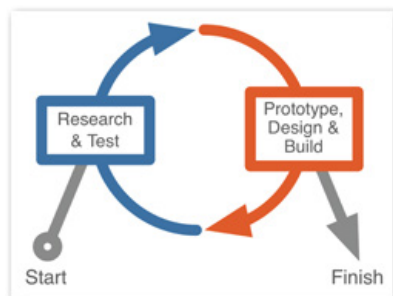 Research
& Test
Prototype,
Design &
Build
Start
Finish